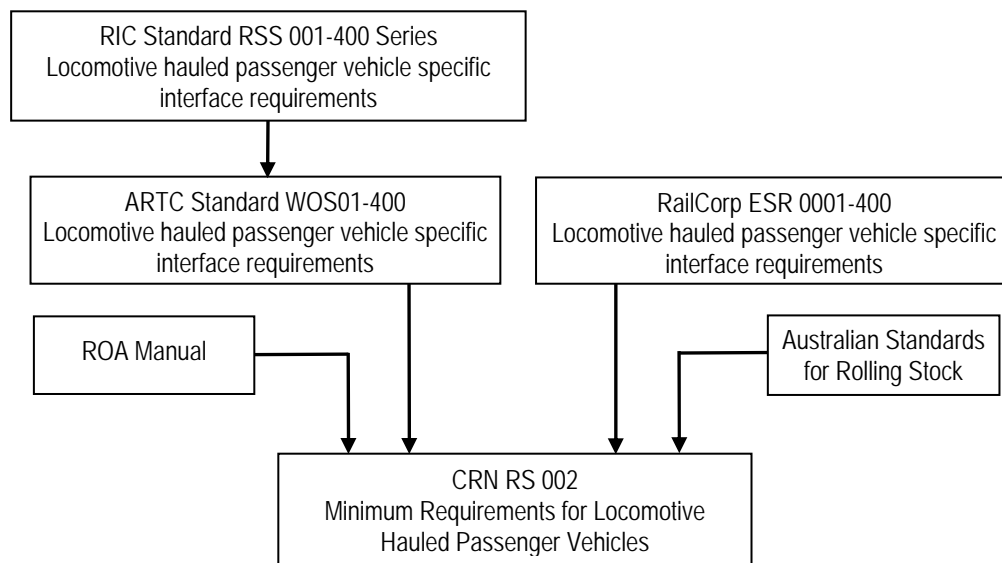 RIC Standard RSS 001-400 Series
Locomotive hauled passenger vehicle specific
interface requirements
ARTC Standard WOS01-400
Locomotive hauled passenger vehicle specific
interface requirements
RailCorp ESR 0001-400
Locomotive hauled passenger vehicle specific
interface requirements
ROA Manual
Australian Standards
for Rolling Stock
CRN RS 002
Minimum Requirements for Locomotive
Hauled Passenger Vehicles